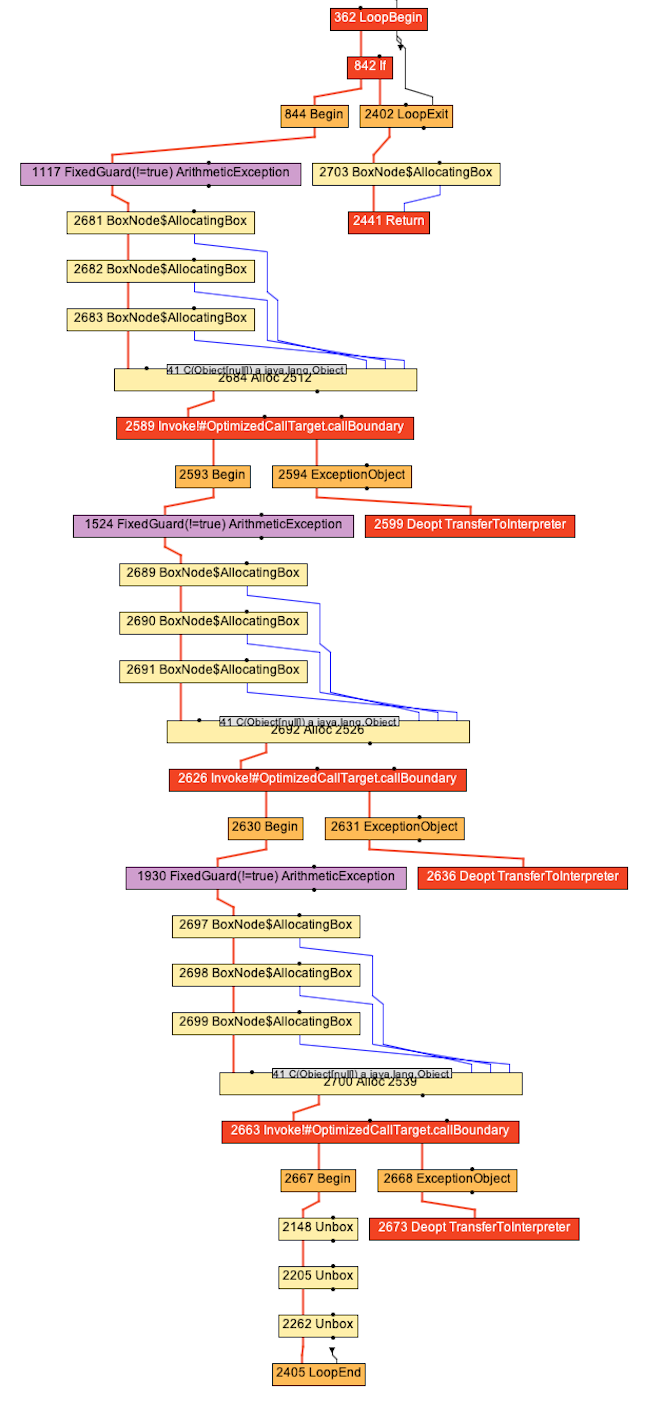 362 LoopBegin
842 If
844 Begin
2402 LoopExit
1117 FixedGuard(!=true) ArithmeticException
2703 BoxNode$AllocatingBox
2681 BoxNode$AllocatingBox
2441 Return
2682 BoxNode$AllocatingBox
2683 BoxNode$AllocatingBox
41 C(Object[null]) a java.lang.Object
2684 Alloc 2512
2589 Invoke!#OptimizedCallTarget.callBoundary
2593 Begin
2594 ExceptionObject
1524 FixedGuard(!=true) ArithmeticException
2599 Deopt TransferToInterpreter
2689 BoxNode$AllocatingBox
2690 BoxNode$AllocatingBox
2691 BoxNode$AllocatingBox
41 C(Object[null]) a java.lang.Object
2692 Alloc 2526
2626 Invoke!#OptimizedCallTarget.callBoundary
2630 Begin
2631 ExceptionObject
1930 FixedGuard(!=true) ArithmeticException
2636 Deopt TransferToInterpreter
2697 BoxNode$AllocatingBox
2698 BoxNode$AllocatingBox
2699 BoxNode$AllocatingBox
41 C(Object[null]) a java.lang.Object
2700 Alloc 2539
2663 Invoke!#OptimizedCallTarget.callBoundary
2667 Begin
2668 ExceptionObject
2148 Unbox
2673 Deopt TransferToInterpreter
2205 Unbox
2262 Unbox
2405 LoopEnd